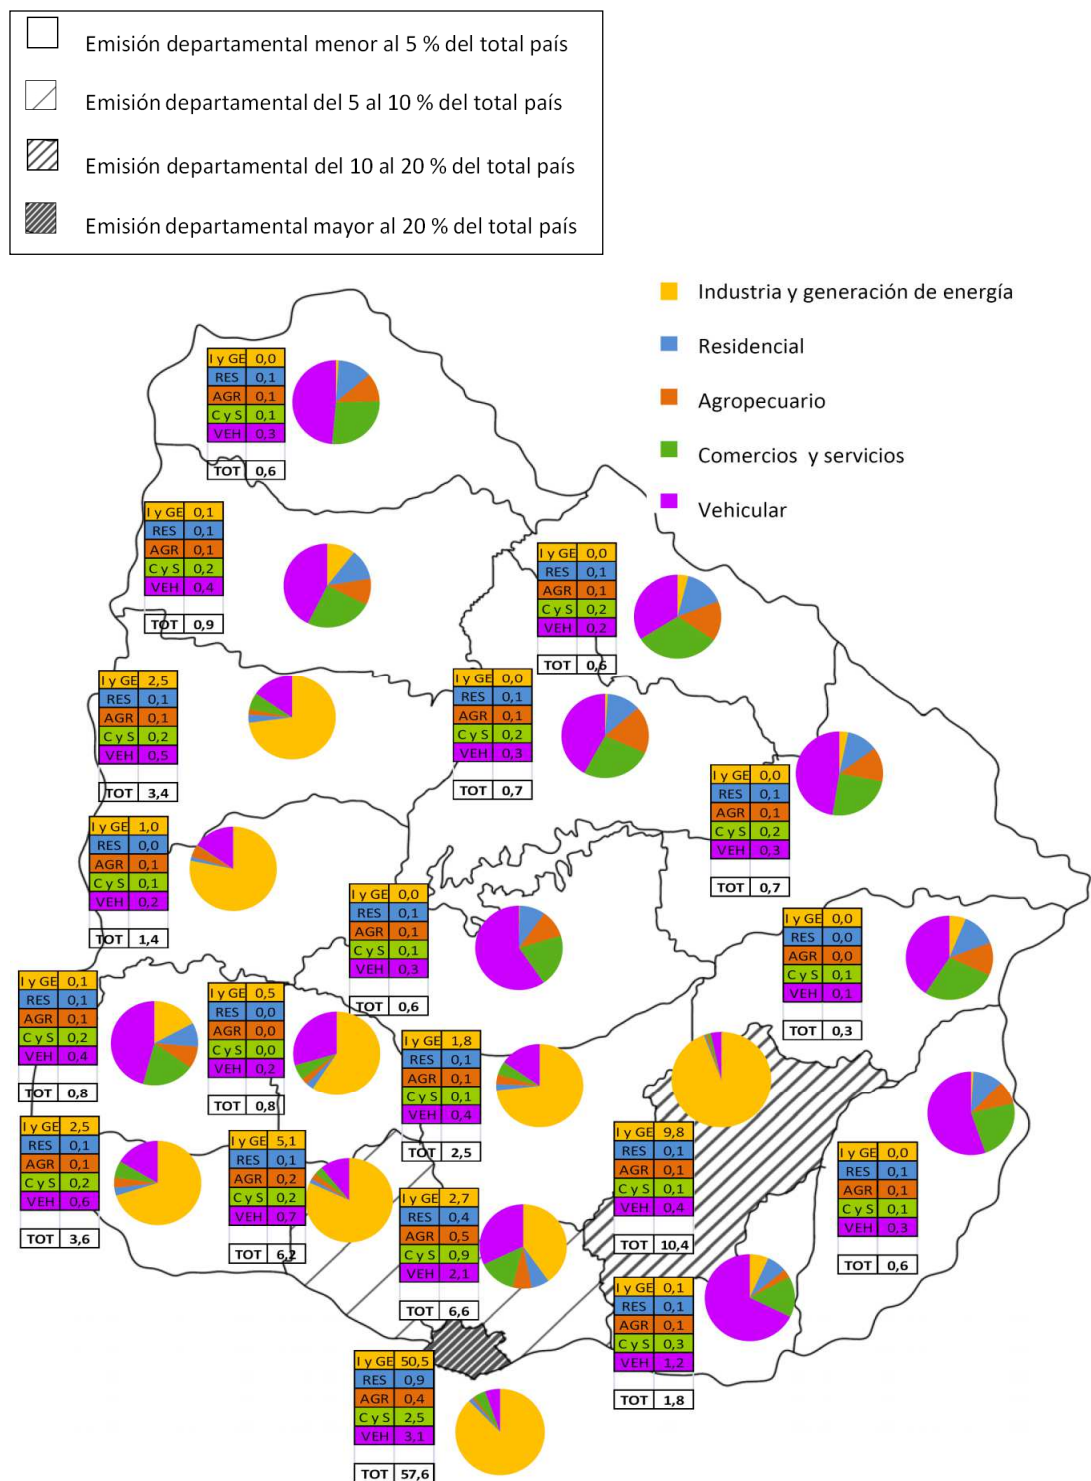 Emisión departamental menor al 5 % del total país
Emisión departamental del 5 al 10 % del total país
Emisión departamental del 10 al 20 % del total país
Emisión departamental mayor al 20 % del total país
Industria y generación de energía
Residencial
Agropecuario
Comercios y servicios
Vehicular
I y GE 0,0
RES 0,1
AGR 0,1
C y S 0,1
VEH 0,3
TOT 0,6
I y GE 0,1
RES 0,1
AGR 0,1
C y S 0,2
VEH 0,4
TOT 0,9
I y GE 0,0
RES 0,1
AGR 0,1
C y S 0,2
VEH 0,2
TOT 0,6
I y GE 2,5
RES 0,1
AGR 0,1
C y S 0,2
VEH 0,5
TOT 3,4
I y GE 0,0
RES 0,1
AGR 0,1
C y S 0,2
VEH 0,3
TOT 0,7
I y GE 0,0
RES 0,1
AGR 0,1
C y S 0,2
VEH 0,3
TOT 0,7
I y GE 1,0
RES 0,0
AGR 0,1
C y S 0,1
VEH 0,2
TOT 1,4
I y GE 0,0
RES 0,1
AGR 0,1
C y S 0,1
VEH 0,3
TOT 0,6
I y GE 0,0
RES 0,0
AGR 0,0
C y S 0,1
VEH 0,1
TOT 0,3
I y GE 0,1
RES 0,1
AGR 0,1
C y S 0,2
VEH 0,4
TOT 0,8
I y GE 0,5
RES 0,0
AGR 0,0
C y S 0,0
VEH 0,2
TOT 0,8
I y GE 1,8
RES 0,1
AGR 0,1
C y S 0,1
VEH 0,4
TOT 2,5
I y GE 2,5
RES 0,1
AGR 0,1
C y S 0,2
VEH 0,6
TOT 3,6
I y GE 5,1
RES 0,1
AGR 0,2
C y S 0,2
VEH 0,7
TOT 6,2
I y GE 9,8
RES 0,1
AGR 0,1
C y S 0,1
VEH 0,4
TOT 10,4
I y GE 0,0
RES 0,1
AGR 0,1
C y S 0,1
VEH 0,3
TOT 0,6
I y GE 2,7
RES 0,4
AGR 0,5
C y S 0,9
VEH 2,1
TOT 6,6
I y GE 0,1
RES 0,1
AGR 0,1
C y S 0,3
VEH 1,2
TOT 1,8
I y GE 50,5
RES 0,9
AGR 0,4
C y S 2,5
VEH 3,1
TOT 57,6